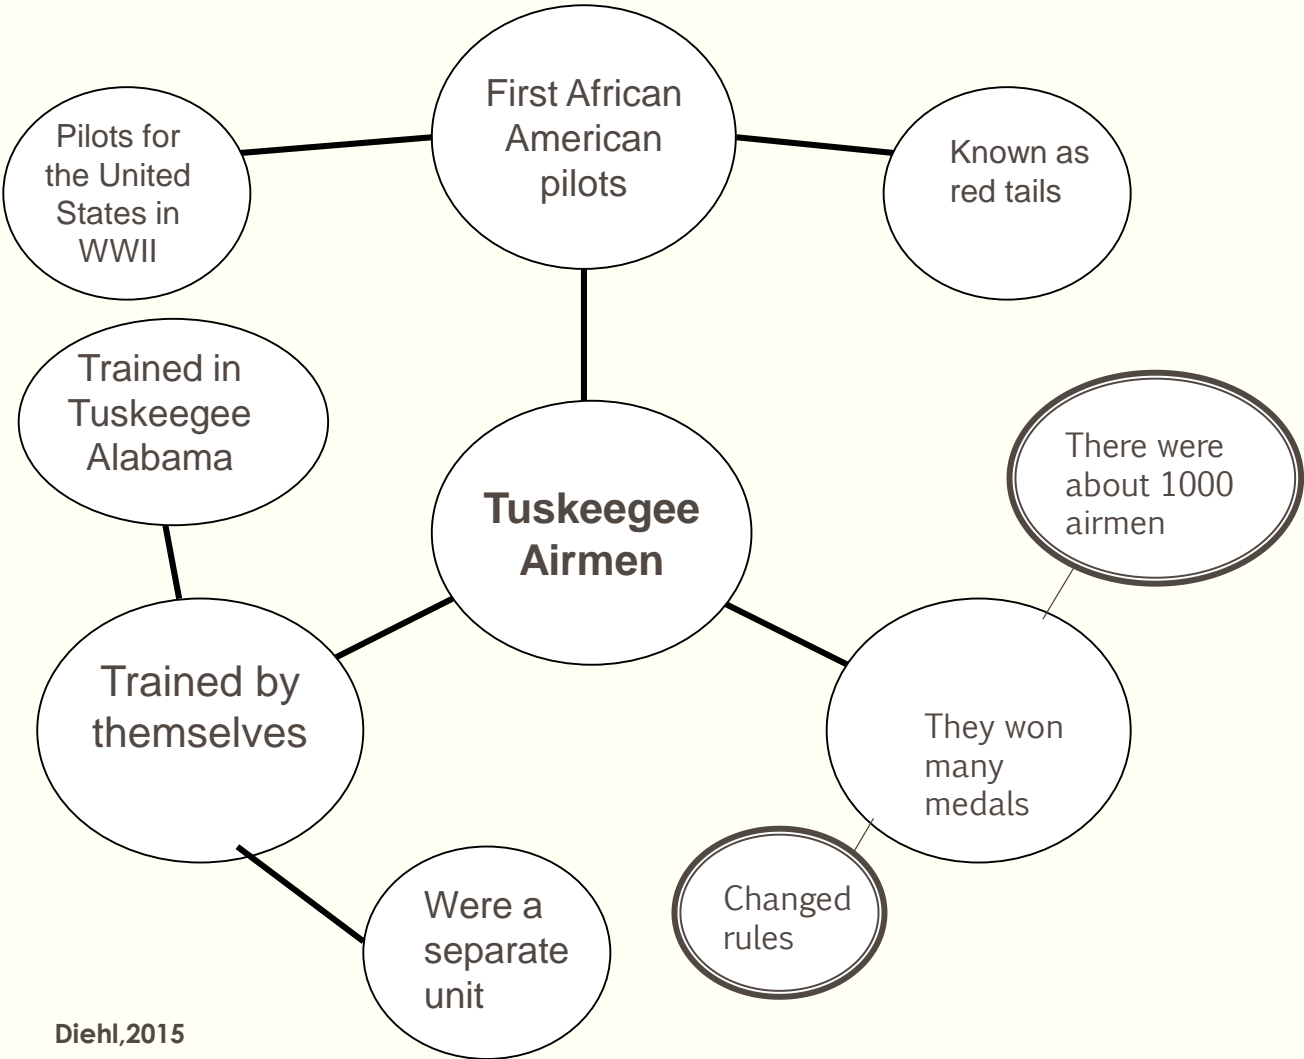 First African
American
pilots
Pilots for
the United
States in
WWII
Known as
red tails
Trained in
Tuskeegee
Alabama
Tuskeegee
Airmen
There were
about 1000
airmen
Trained by
themselves
They won
many
medals
Changed
rules
Were a
separate
unit
Diehl,2015